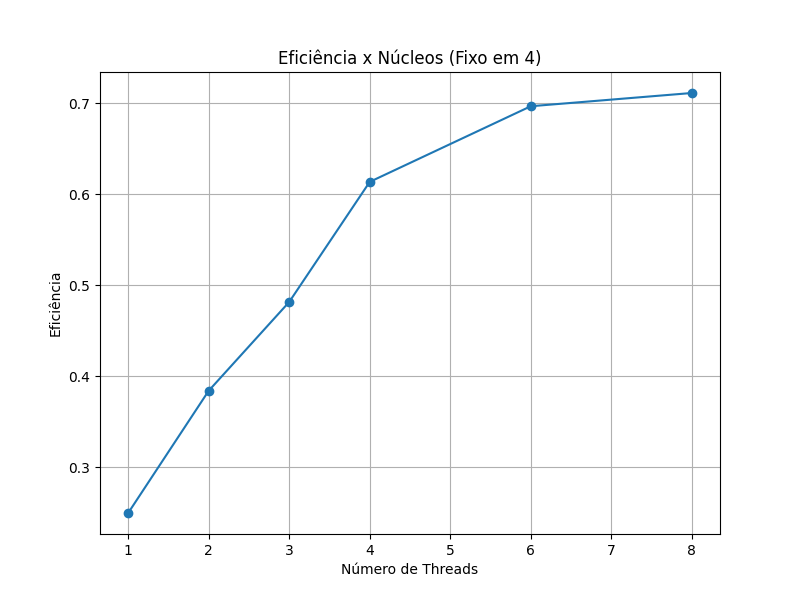 Eficiência x Núcleos (Fixo em 4)
0.7
0.6
0.5
0.4
0.3
Eficiência
1 2 3 4 5 6 7 8
Número de Threads